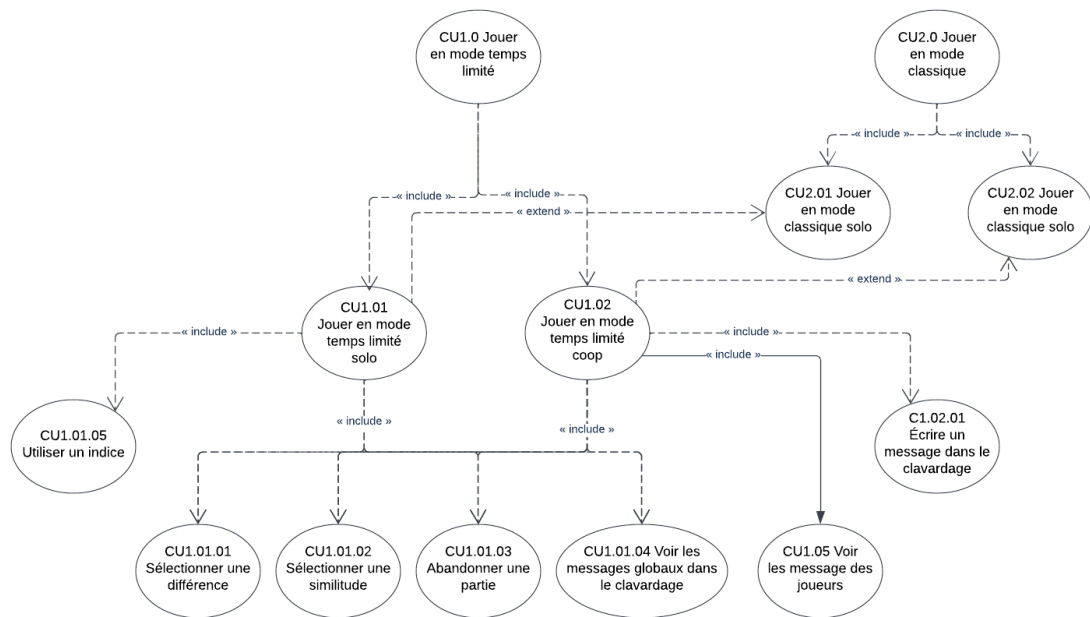 CU1.0 Jouer
en mode temps
limité
CU2.0 Jouer
en mode
classique
« include »
« include »
« include »
« include »
CU2.01 Jouer
en mode
classique solo
CU2.02 Jouer
en mode
classique solo
« extend »
« extend »
CU1.01
Jouer en mode
temps limité
solo
CU1.02
Jouer en mode
temps limité
coop
« include »
« include »
« include »
CU1.01.05
Utiliser un indice
« include »
« include »
C1.02.01
Écrire un
message dans le
clavardage
CU1.01.01
Sélectionner une
différence
CU1.01.02
Sélectionner une
similitude
CU1.01.03
Abandonner une
partie
CU1.01.04 Voir les
messages globaux dans
le clavardage
CU1.05 Voir
les message des
joueurs